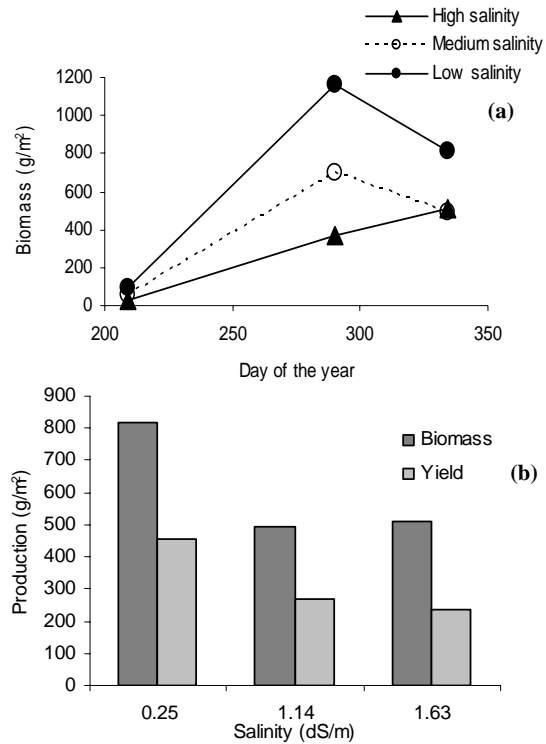 High salinity
Medium salinity
Low salinity
(a)
1200
1000
800
600
400
200
0
Biomass (g/m²)
200
250
300
350
Day of the year
900
800
700
600
500
400
300
200
100
0
Production (g/m²)
Biomass
Yield
(b)
0.25
1.14
1.63
Salinity (dS/m)